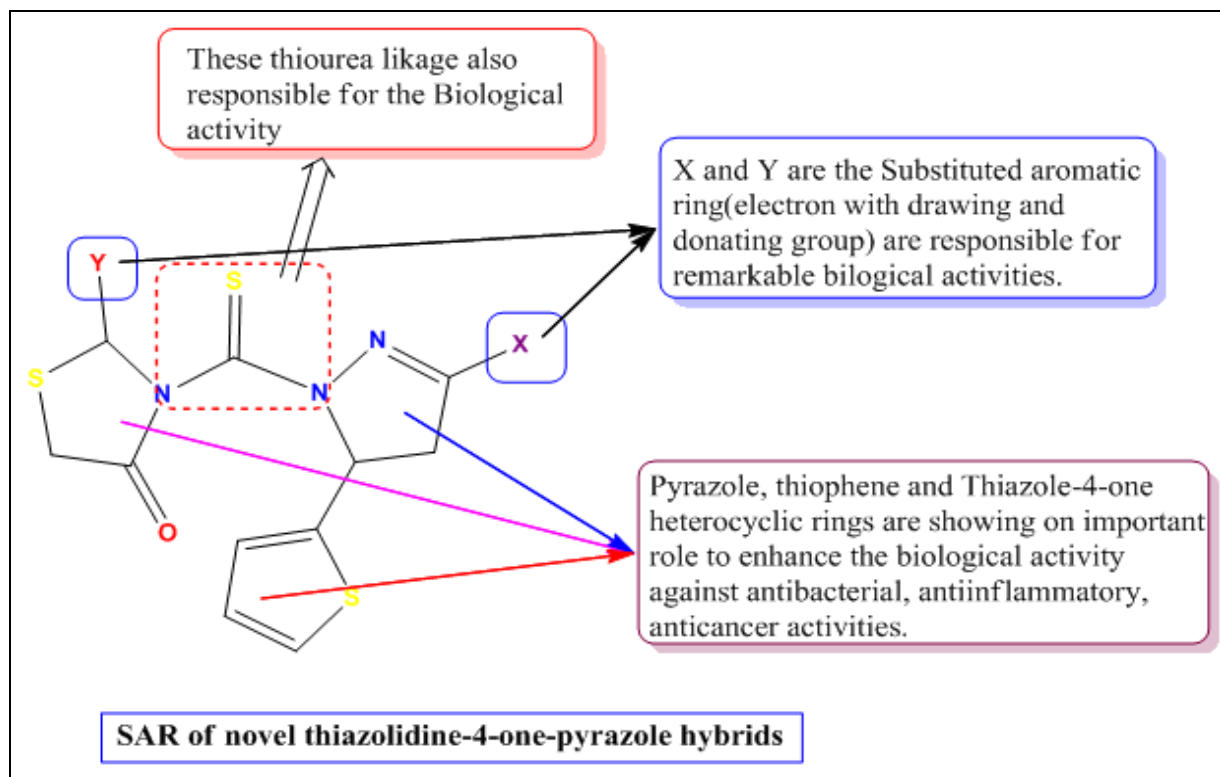 These thiourea likage also
responsible for the Biological
activity
X and Y are the Substituted aromatic
ring(electron with drawing and
donating group) are responsible for
remarkable bilogical activities.
Y
S
N
X
S
N
N
O
S
Pyrazole, thiophene and Thiazole-4-one
heterocyclic rings are showing on important
role to enhance the biological activity
against antibacterial, antiinflammatory,
anticancer activities.
SAR of novel thiazolidine-4-one-pyrazole hybrids